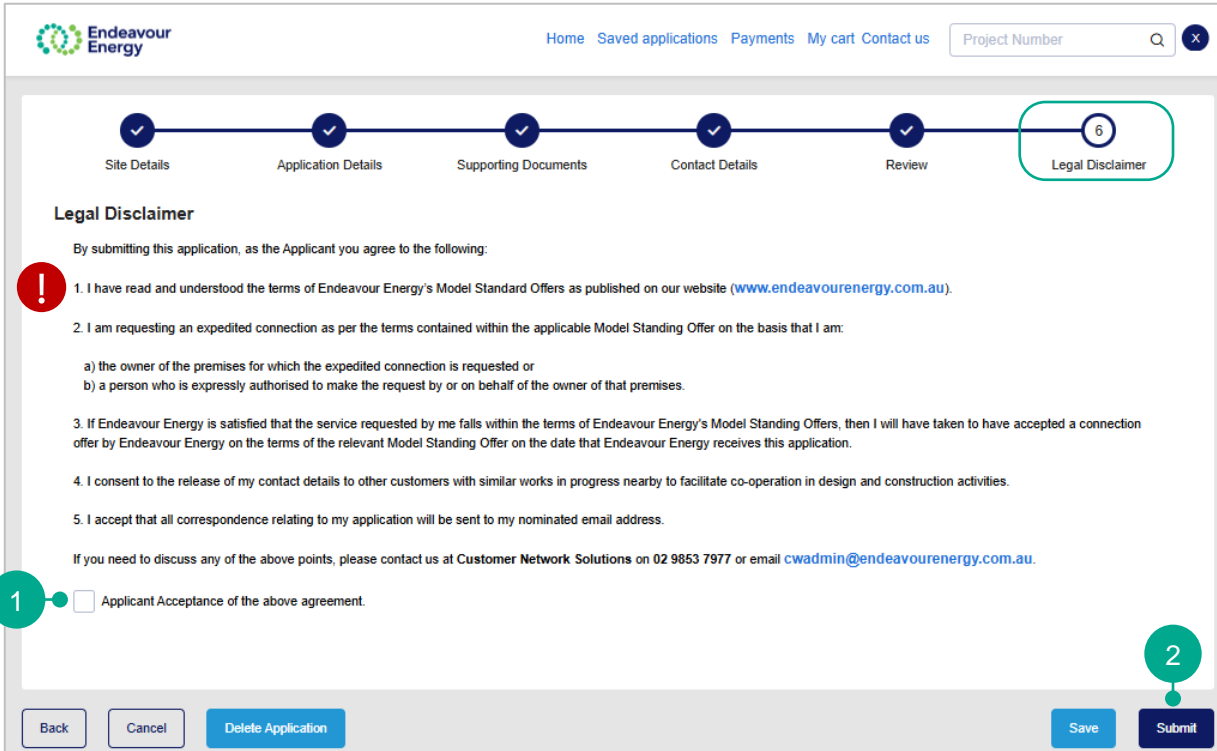 Endeavour
Energy
Home Saved applications Payments My cart Contact us Project Number X
6
Site Details Application Details Supporting Documents Contact Details Review Legal Disclaimer
Legal Disclaimer
By submitting this application, as the Applicant you agree to the following:
! 1. I have read and understood the terms of Endeavour Energy's Model Standard Offers as published on our website (www.endeavourenergy.com.au).
2. I am requesting an expedited connection as per the terms contained within the applicable Model Standing Offer on the basis that I am:
a) the owner of the premises for which the expedited connection is requested or
b) a person who is expressly authorised to make the request by or on behalf of the owner of that premises.
3. If Endeavour Energy is satisfied that the service requested by me falls within the terms of Endeavour Energy's Model Standing Offers, then I will have taken to have accepted a connection
offer by Endeavour Energy on the terms of the relevant Model Standing Offer on the date that Endeavour Energy receives this application.
4. I consent to the release of my contact details to other customers with similar works in progress nearby to facilitate co-operation in design and construction activities.
5. I accept that all correspondence relating to my application will be sent to my nominated email address.
If you need to discuss any of the above points, please contact us at Customer Network Solutions on 02 9853 7977 or email cwadmin@endeavourenergy.com.au.
1 Applicant Acceptance of the above agreement.
2
Back Cancel Delete Application Save Submit